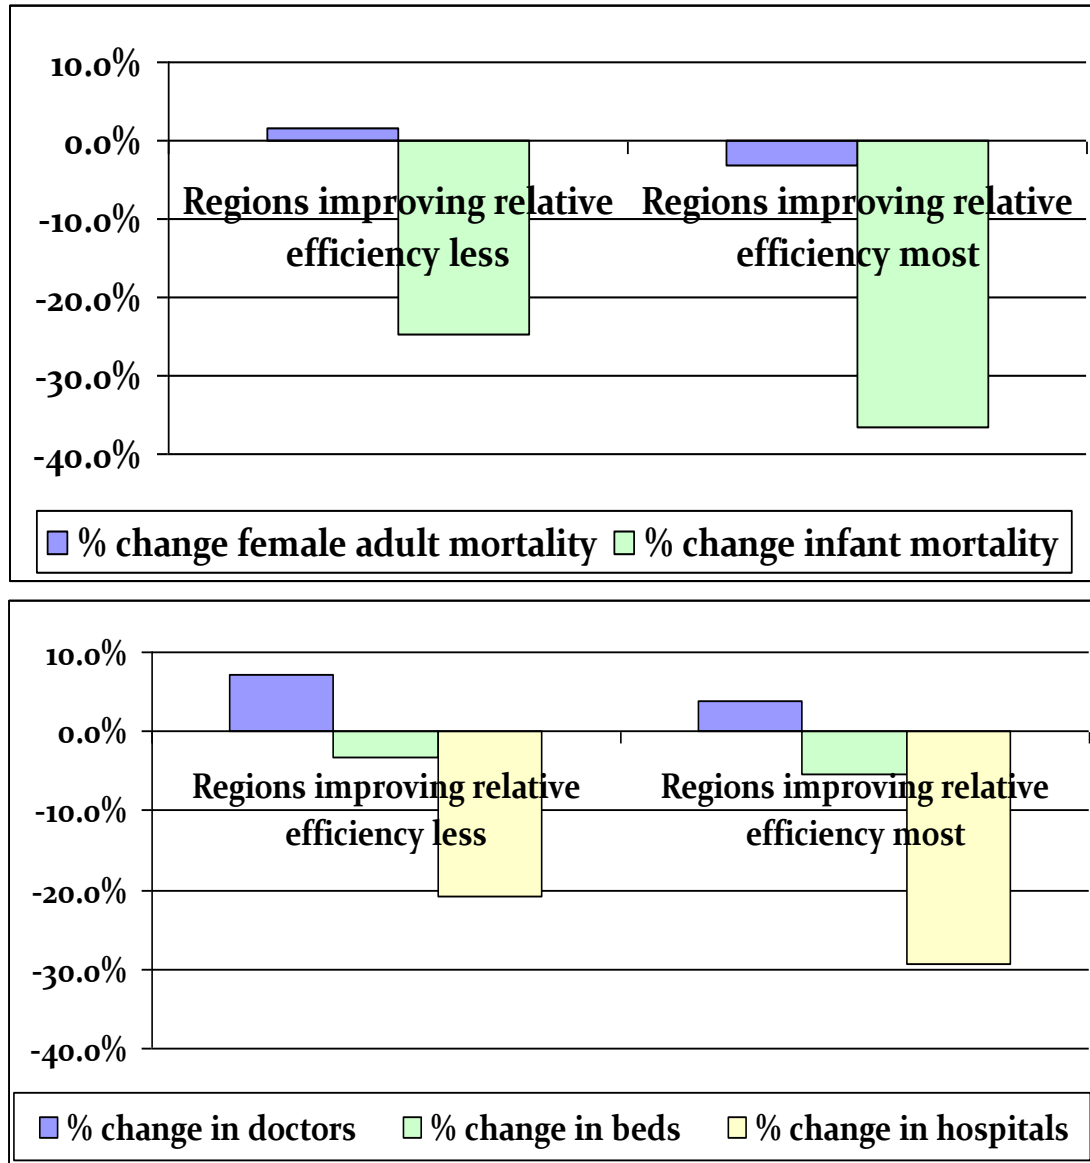 10.0%
0.0%
-10.0%
-20.0%
-30.0%
-40.0%
Regions improving relative
efficiency less
Regions improving relative
efficiency most
% change female adult mortality
% change infant mortality
10.0%
0.0%
-10.0%
-20.0%
-30.0%
-40.0%
Regions improving relative
efficiency less
Regions improving relative
efficiency most
% change in doctors
% change in beds
% change in hospitals